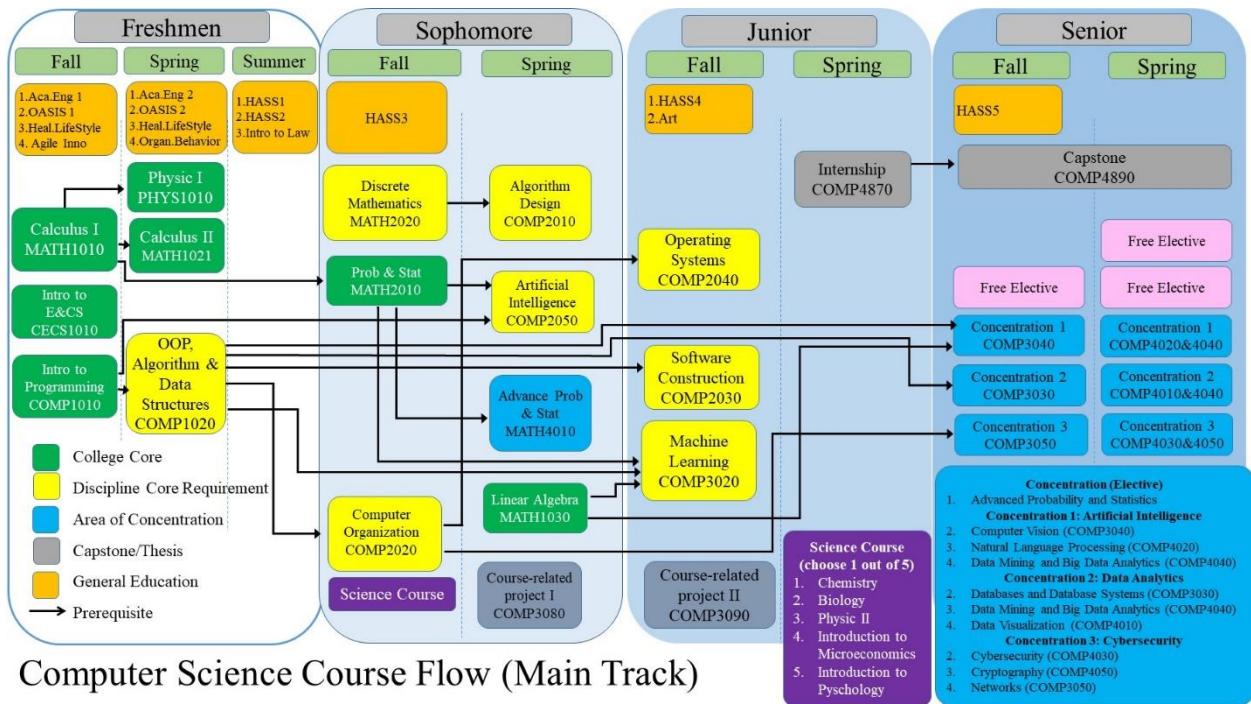 Freshmen
Fall
Spring
Summer
1.Aca.Eng 1
2.OASIS 1
3.Heal.LifeStyle
4. Agile Inno
1.Aca.Eng 2
2.OASIS 2
3.Heal.LifeStyle
4.Organ.Behavior
1.HASS1
2.HASS2
3.Intro to Law
Physic I
PHYS1010
Calculus I
MATH1010
Calculus II
MATH1021
Intro to
E&CS
CECS1010
Intro to
Programming
COMP1010
OOP,
Algorithm &
Data
Structures
COMP1020
College Core
Discipline Core Requirement
Area of Concentration
Capstone/Thesis
General Education
Prerequisite
Sophomore
Fall
Spring
HASS3
Discrete
Mathematics
MATH2020
Algorithm
Design
COMP2010
Prob & Stat
MATH2010
Artificial
Intelligence
COMP2050
Advance Prob
& Stat
MATH4010
Linear Algebra
MATH1030
Computer
Organization
COMP2020
Science Course
Course-related
project I
COMP3080
Junior
Fall
Spring
1.HASS4
2.Art
Internship
COMP4870
Operating
Systems
COMP2040
Software
Construction
COMP2030
Machine
Learning
COMP3020
Course-related
project II
COMP3090
Science Course
(choose 1 out of 5)
1. Chemistry
2. Biology
3. Physic II
4. Introduction to
Microeconomics
5. Introduction to
Pyschology
Senior
Fall
Spring
HASS5
Capstone
COMP4890
Free Elective
Free Elective
Free Elective
Concentration 1
COMP3040
Concentration 1
COMP4020&4040
Concentration 2
COMP3030
Concentration 2
COMP4010&4040
Concentration 3
COMP3050
Concentration 3
COMP4030&4050
Concentration (Elective)
1. Advanced Probability and Statistics
Concentration 1: Artificial Intelligence
2. Computer Vision (COMP3040)
3. Natural Language Processing (COMP4020)
4. Data Mining and Big Data Analytics (COMP4040)
Concentration 2: Data Analytics
2. Databases and Database Systems (COMP3030)
3. Data Mining and Big Data Analytics (COMP4040)
4. Data Visualization (COMP4010)
Concentration 3: Cybersecurity
2. Cybersecurity (COMP4030)
3. Cryptography (COMP4050)
4. Networks (COMP3050)
Computer Science Course Flow (Main Track)